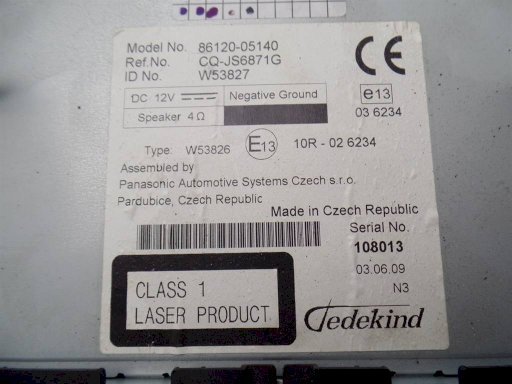 Model No. 86120-05140
Ref.No. CQ-JS6871G
ID No. W53827
CE
DC 12V
Negative Ground
Speaker 4Ω
e13
03 6234
Type: W53826 E13 10R - 02 6234
Assembled by
Panasonic Automotive Systems Czech s.r.o.
Pardubice, Czech Republic
Made in Czech Republic
Serial No.
108013
03.06.09
N3
CLASS 1
LASER PRODUCT
Tedekind